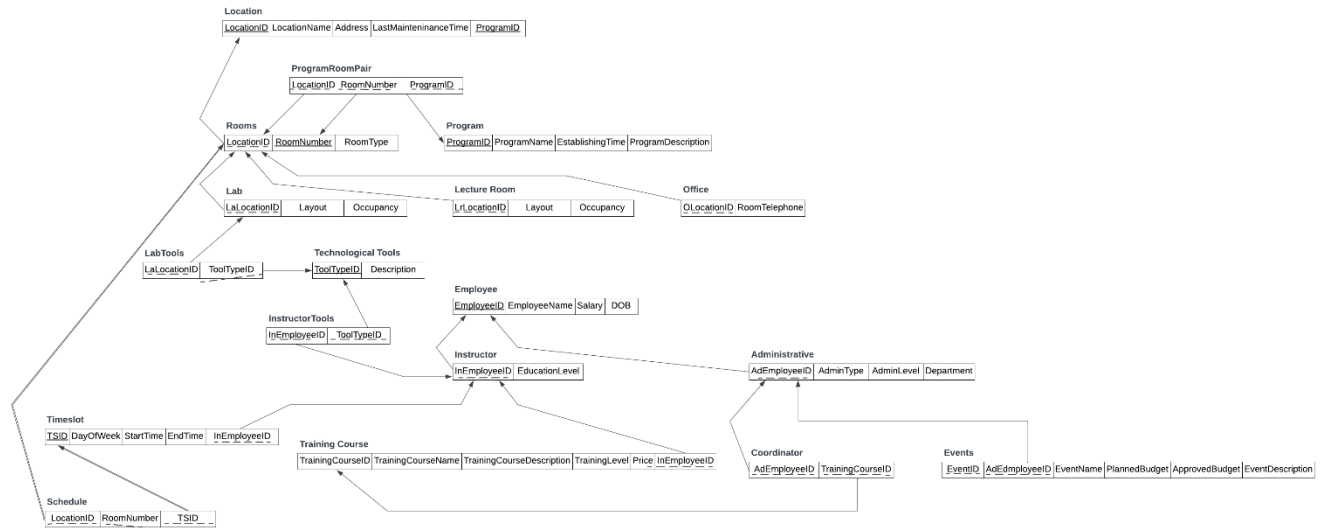 Location
LocationID LocationName Address LastMainteninanceTime ProgramID
ProgramRoomPair
LocationID RoomNumber ProgramID
Rooms
LocationID RoomNumber RoomType
Program
ProgramID ProgramName EstablishingTime ProgramDescription
Lab
LaLocationID Layout Occupancy
Lecture Room
LrLocationID Layout Occupancy
Office
OLocationID RoomTelephone
LabTools
LaLocationID ToolTypeID
Technological Tools
ToolTypeID Description
Employee
EmployeeID EmployeeName Salary DOB
InstructorTools
InEmployeeID ToolTypeID
Instructor
InEmployeeID EducationLevel
Administrative
AdEmployeeID AdminType AdminLevel Department
Timeslot
TSID DayOfWeek StartTime EndTime InEmployeeID
Training Course
TrainingCourseID TrainingCourseName TrainingCourseDescription TrainingLevel Price InEmployeeID
Coordinator
AdEmployeeID TrainingCourseID
Events
EventID AdEdmployeeID EventName PlannedBudget ApprovedBudget EventDescription
Schedule
LocationID RoomNumber TSID